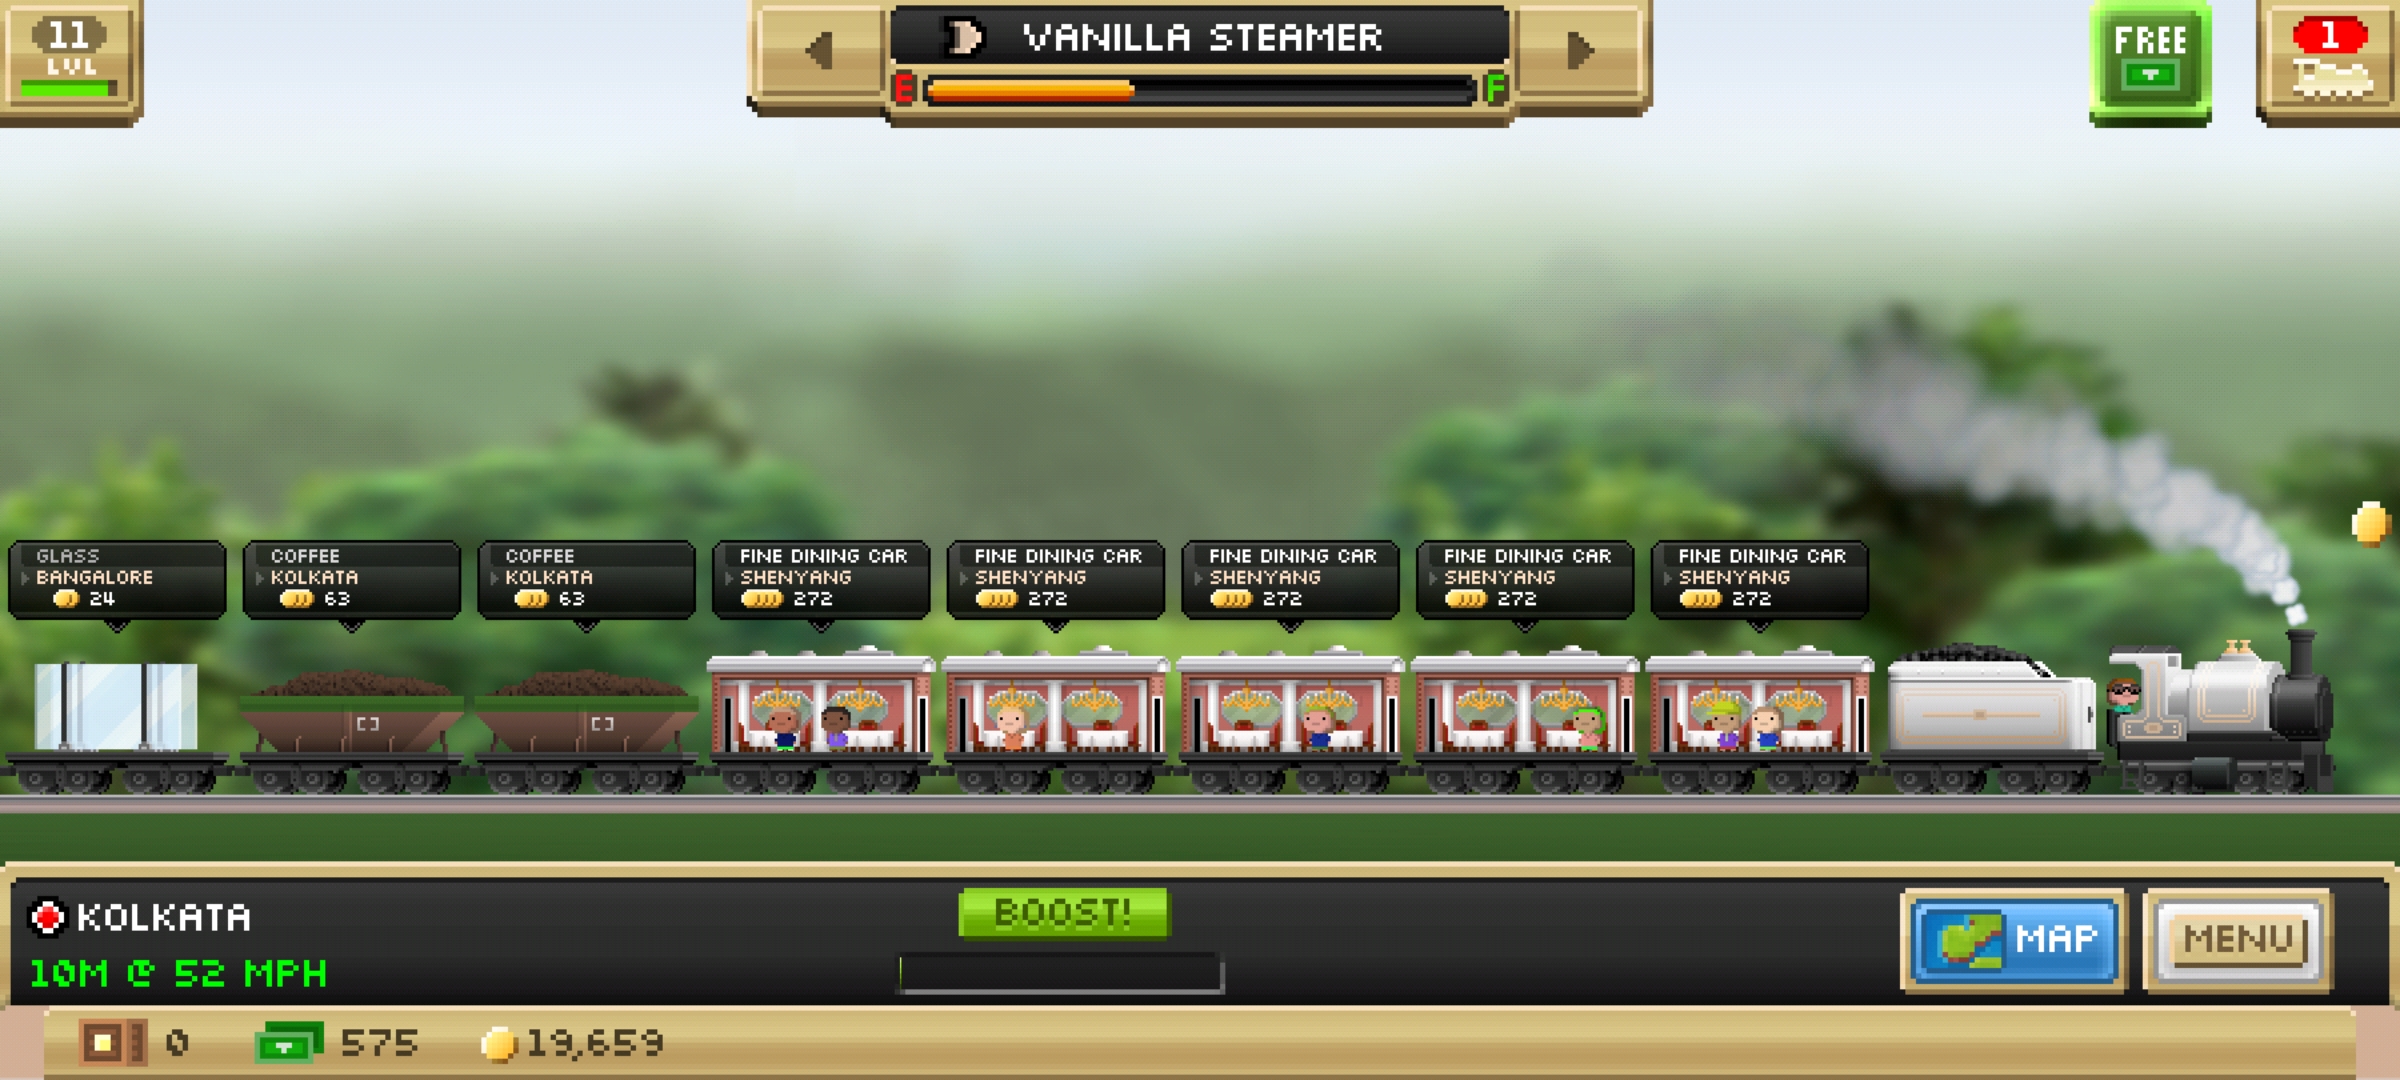 11
LVL
VANILLA STEAMER
E F
FREE
1
GLASS
BANGALORE
24
COFFEE
KOLKATA
63
COFFEE
KOLKATA
63
FINE DINING CAR
SHENYANG
272
FINE DINING CAR
SHENYANG
272
FINE DINING CAR
SHENYANG
272
FINE DINING CAR
SHENYANG
272
FINE DINING CAR
SHENYANG
272
KOLKATA
10M @ 52 MPH
BOOST!
MAP
MENU
0 575 19,659